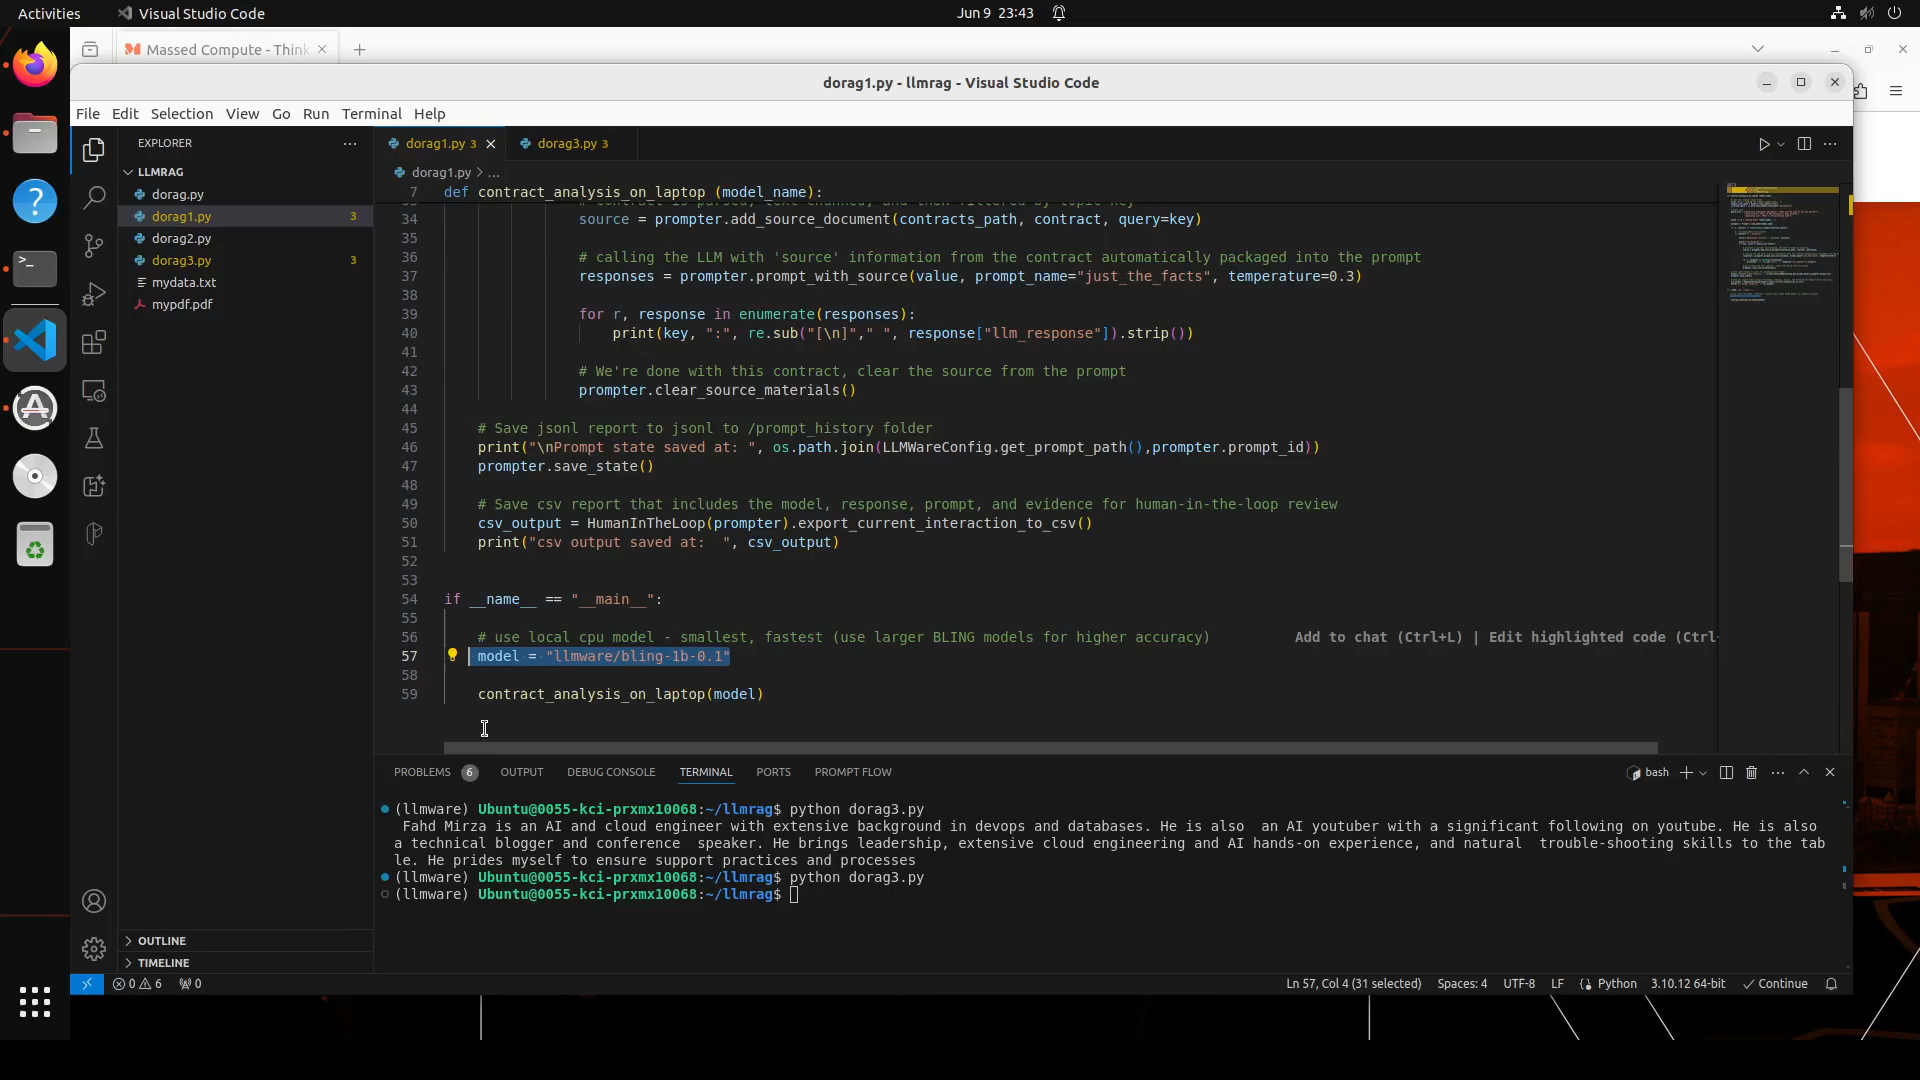 Activities
Visual Studio Code
Jun 9 23:43
Massed Compute - Think
dorag1.py - llmrag - Visual Studio Code
File Edit Selection View Go Run Terminal Help
EXPLORER
LLMRAG
dorag.py
dorag1.py 3
dorag2.py
dorag3.py 3
mydata.txt
mypdf.pdf
OUTLINE
TIMELINE
dorag1.py 3
dorag3.py 3
dorag1.py > ...
7 def contract_analysis_on_laptop (model_name):
34 source = prompter.add_source_document(contracts_path, contract, query=key)
35
36 # calling the LLM with 'source' information from the contract automatically packaged into the prompt
37 responses = prompter.prompt_with_source(value, prompt_name="just_the_facts", temperature=0.3)
38
39 for r, response in enumerate(responses):
40 print(key, ":", re.sub("[\n]"," ", response["llm_response"]).strip())
41
42 # We're done with this contract, clear the source from the prompt
43 prompter.clear_source_materials()
44
45 # Save jsonl report to jsonl to /prompt_history folder
46 print("\nPrompt state saved at: ", os.path.join(LLMWareConfig.get_prompt_path(),prompter.prompt_id))
47 prompter.save_state()
48
49 # Save csv report that includes the model, response, prompt, and evidence for human-in-the-loop review
50 csv_output = HumanInTheLoop(prompter).export_current_interaction_to_csv()
51 print("csv output saved at:  ", csv_output)
52
53
54 if __name__ == "__main__":
55
56 # use local cpu model - smallest, fastest (use larger BLING models for higher accuracy) Add to chat (Ctrl+L) | Edit highlighted code (Ctrl
57 model = "llmware/bling-1b-0.1"
58
59 contract_analysis_on_laptop(model)
PROBLEMS 6 OUTPUT DEBUG CONSOLE TERMINAL PORTS PROMPT FLOW
bash
(llmware) Ubuntu@0055-kci-prxmx10068:~/llmrag$ python dorag3.py
Fahd Mirza is an AI and cloud engineer with extensive background in devops and databases. He is also  an AI youtuber with a significant following on youtube. He is also
a technical blogger and conference  speaker. He brings leadership, extensive cloud engineering and AI hands-on experience, and natural  trouble-shooting skills to the tab
le. He prides myself to ensure support practices and processes
(llmware) Ubuntu@0055-kci-prxmx10068:~/llmrag$ python dorag3.py
(llmware) Ubuntu@0055-kci-prxmx10068:~/llmrag$
0 6 0
Ln 57, Col 4 (31 selected) Spaces: 4 UTF-8 LF Python 3.10.12 64-bit Continue